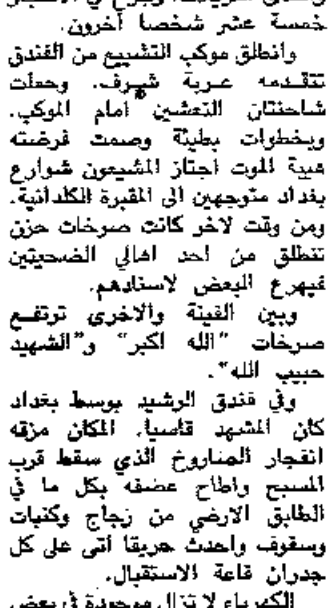 خمسة عشر شخصا آخرون.
وانطلق موكب التشييع من الفندق
تتقدمه عربة شرف. وحملت
شاحنتان النعشين امام الموكب.
وبخطوات بطيئة وصمت فرضته
هيبة الموت اجتاز المشيعون شوارع
بغداد متوجهين الى المقبرة الكلدانية.
ومن وقت لاخر كانت صرخات حزن
تنطلق من احد اهالي الضحيتين
فيهرع البعض لاسنادهم.
وبين الفينة والاخرى ترتفع
صرخات "الله اكبر" و"الشهيد
حبيب الله".
وفي فندق الرشيد بوسط بغداد
كان المشهد قاسيا. المكان مزقه
انفجار الصاروخ الذي سقط قرب
المسبح واطاح عصفه بكل ما في
الطابق الارضي من زجاج وكنبات
وسقوف واحدث حريقا أتى على كل
جدران قاعة الاستقبال.
الكهرباء لا تزال موجودة في بعض